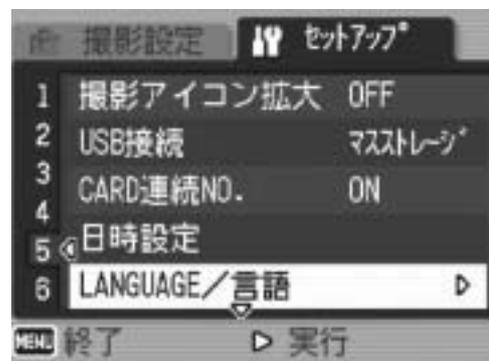 撮影設定 セットアップ
1 撮影アイコン拡大 OFF
2 USB接続 マスストレージ
3 CARD連続NO. ON
4
5 日時設定
6 LANGUAGE/言語
MENU 終了 実行